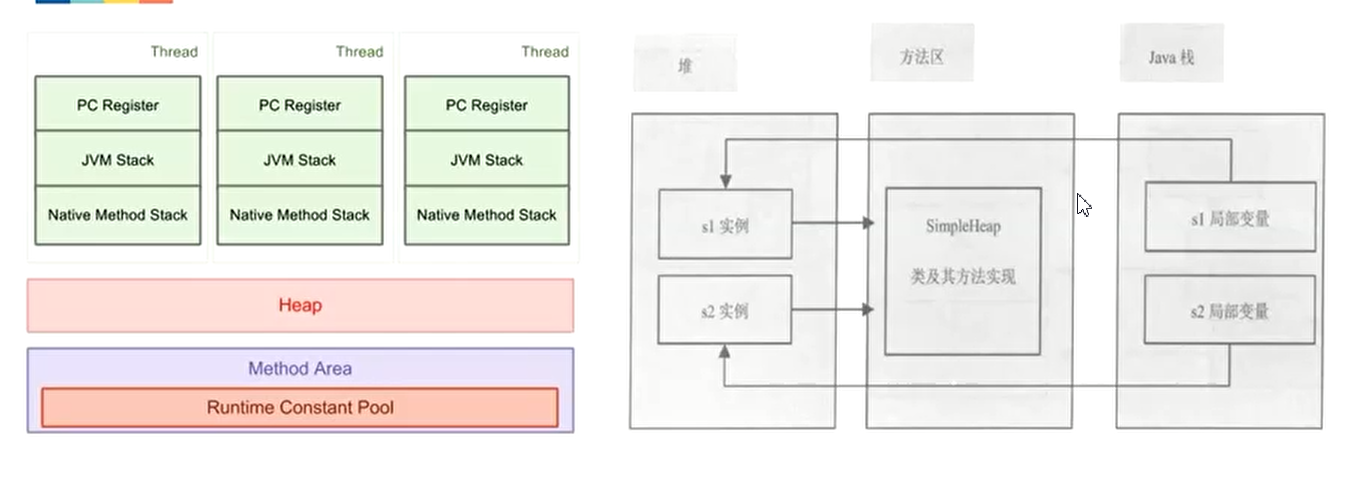 Thread
Thread
Thread
PC Register
PC Register
PC Register
JVM Stack
JVM Stack
JVM Stack
Native Method Stack
Native Method Stack
Native Method Stack
Heap
Method Area
Runtime Constant Pool
堆
方法区
Java 栈
s1 实例
SimpleHeap
类及其方法实现
s1 局部变量
s2 实例
s2 局部变量